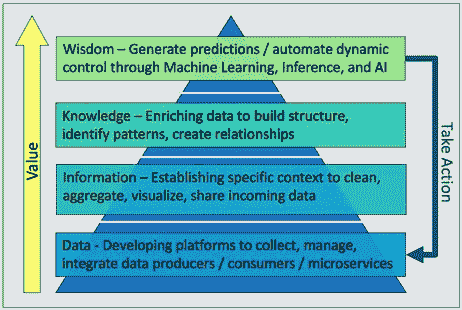 Wisdom – Generate predictions / automate dynamic
control through Machine Learning, Inference, and AI
Knowledge – Enriching data to build structure,
identify patterns, create relationships
Information – Establishing specific context to clean,
aggregate, visualize, share incoming data
Data - Developing platforms to collect, manage,
integrate data producers / consumers / microservices
Value
Take Action